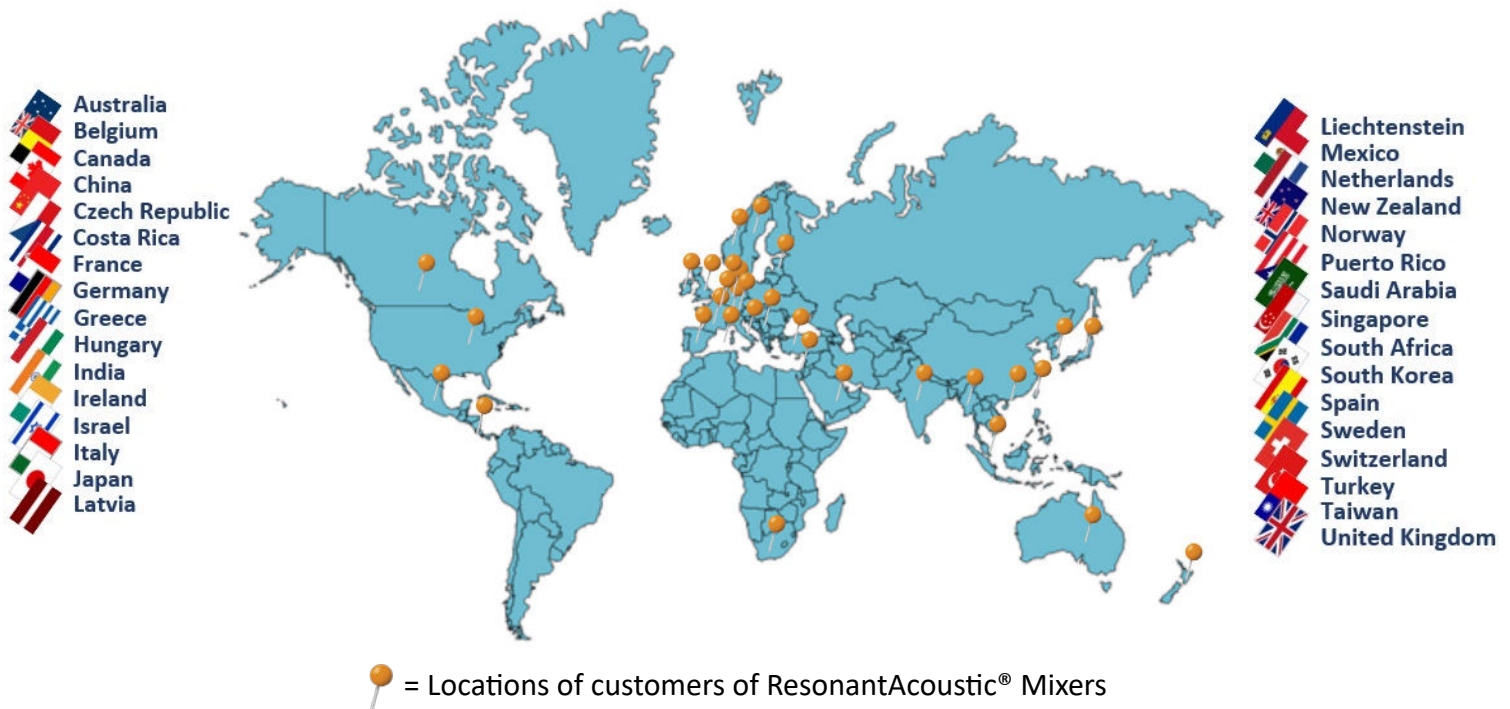 Australia
Belgium
Canada
China
Czech Republic
Costa Rica
France
Germany
Greece
Hungary
India
Ireland
Israel
Italy
Japan
Latvia
Liechtenstein
Mexico
Netherlands
New Zealand
Norway
Puerto Rico
Saudi Arabia
Singapore
South Africa
South Korea
Spain
Sweden
Switzerland
Turkey
Taiwan
United Kingdom
= Locations of customers of ResonantAcoustic® Mixers